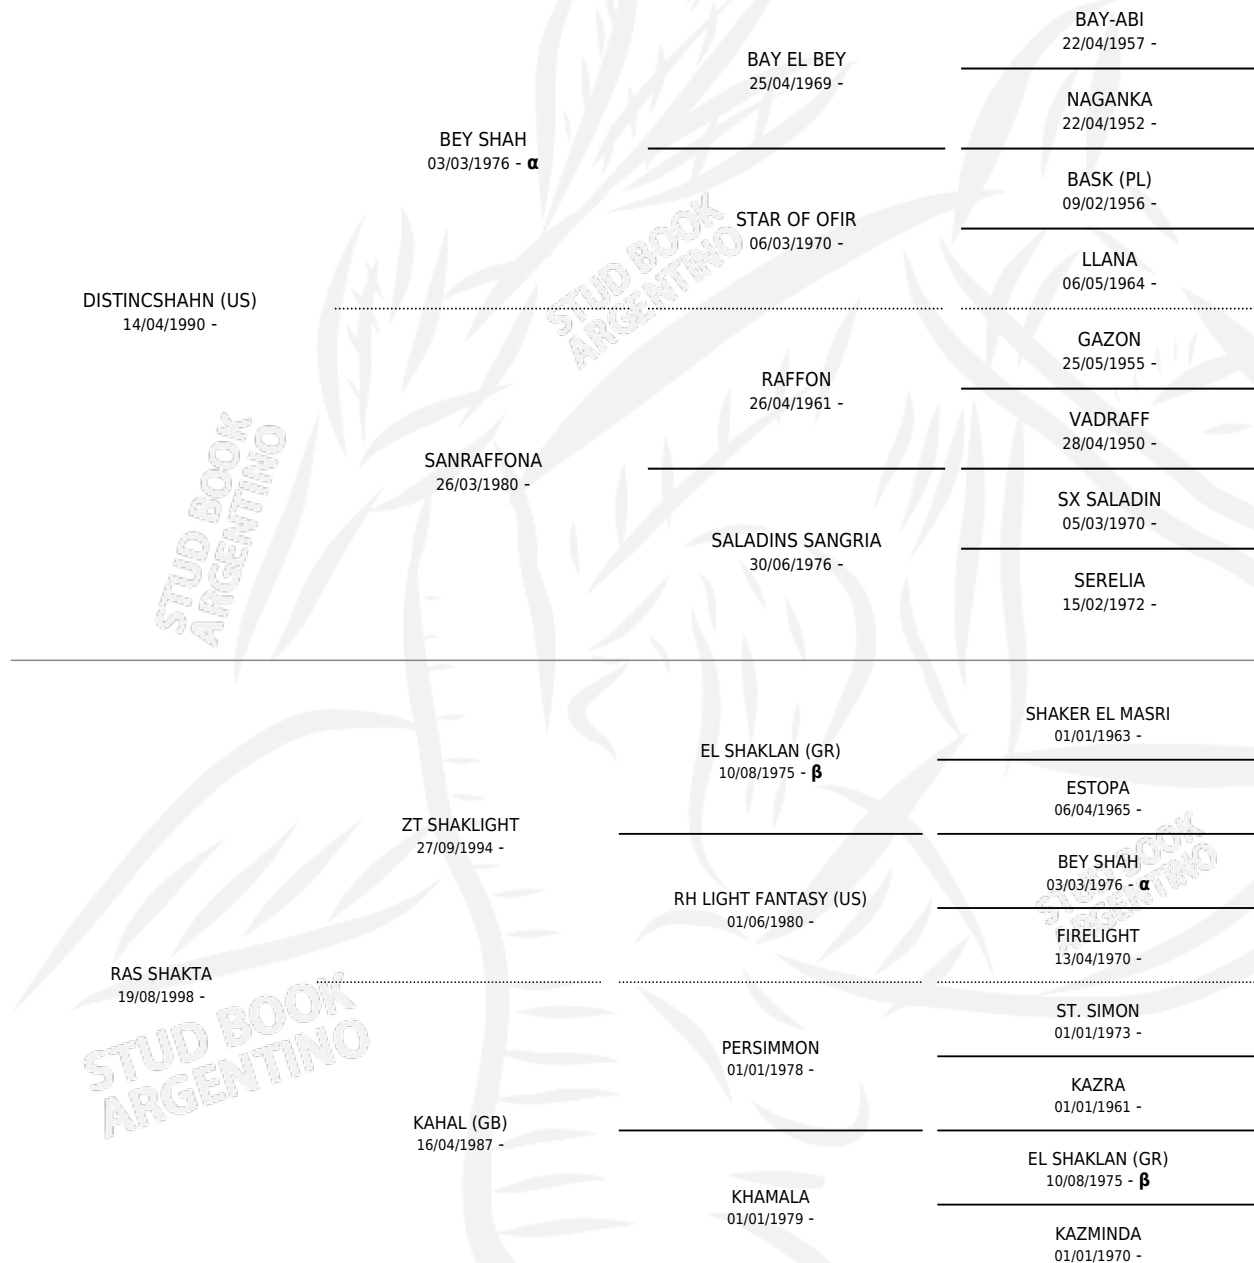 BAY-ABI
22/04/1957 -
BAY EL BEY
25/04/1969 -
NAGANKA
22/04/1952 -
BEY SHAH
03/03/1976 - α
BASK (PL)
09/02/1956 -
STAR OF OFIR
06/03/1970 -
LLANA
06/05/1964 -
DISTINCSHAHN (US)
14/04/1990 -
GAZON
25/05/1955 -
RAFFON
26/04/1961 -
VADRAFF
28/04/1950 -
SANRAFFONA
26/03/1980 -
SX SALADIN
05/03/1970 -
SALADINS SANGRIA
30/06/1976 -
SERELIA
15/02/1972 -
SHAKER EL MASRI
01/01/1963 -
EL SHAKLAN (GR)
10/08/1975 - β
ESTOPA
06/04/1965 -
ZT SHAKLIGHT
27/09/1994 -
BEY SHAH
03/03/1976 - α
RH LIGHT FANTASY (US)
01/06/1980 -
FIRELIGHT
13/04/1970 -
RAS SHAKTA
19/08/1998 -
ST. SIMON
01/01/1973 -
PERSIMMON
01/01/1978 -
KAZRA
01/01/1961 -
KAHAL (GB)
16/04/1987 -
EL SHAKLAN (GR)
10/08/1975 - β
KHAMALA
01/01/1979 -
KAZMINDA
01/01/1970 -
STUD BOOK
ARGENTINO
STUD BOOK
ARGENTINO
STUD BOOK
ARGENTINO
STUD BOOK
ARGENTINO